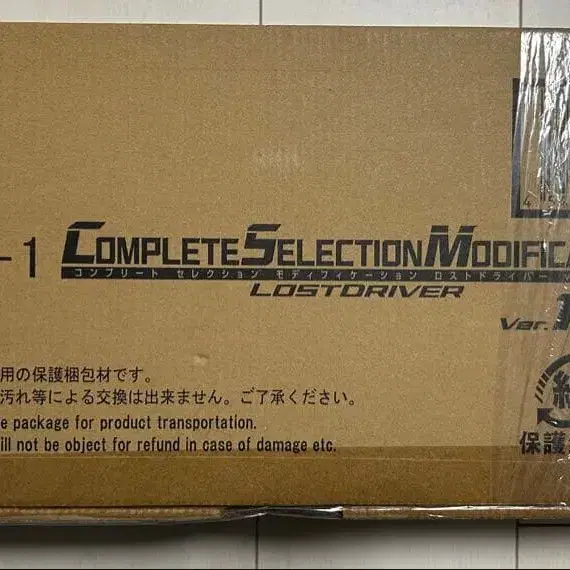 -1 COMPLETE SELECTION MODIFICA
コンプリート セレクション モディフィケーション ロストドライバー
LOSTDRIVER
Ver.1
用の保護梱包材です。
汚れ等による交換は出来ません。ご了承ください。
e package for product transportation.
ill not be object for refund in case of damage etc.
保護